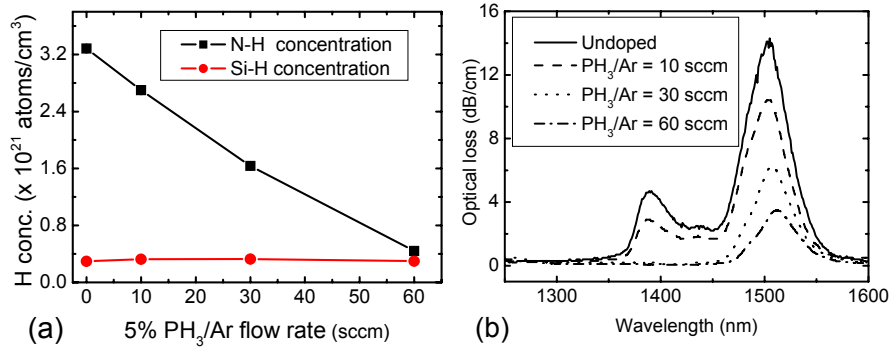 3.2
2.4
1.6
0.8
0.0
H conc. (x 10²¹ atoms/cm³)
N-H concentration
Si-H concentration
0 10 20 30 40 50 60
(a)
5% PH₃/Ar flow rate (sccm)
16
12
8
4
0
Optical loss (dB/cm)
Undoped
PH₃/Ar = 10 sccm
PH₃/Ar = 30 sccm
PH₃/Ar = 60 sccm
1300 1400 1500 1600
(b)
Wavelength (nm)